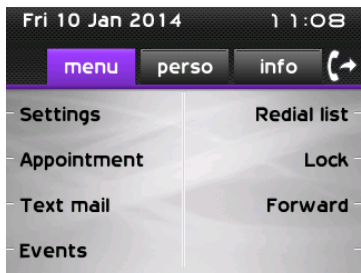 Fri 10 Jan 2014 11:08
menu perso info
Settings Redial list
Appointment Lock
Text mail Forward
Events